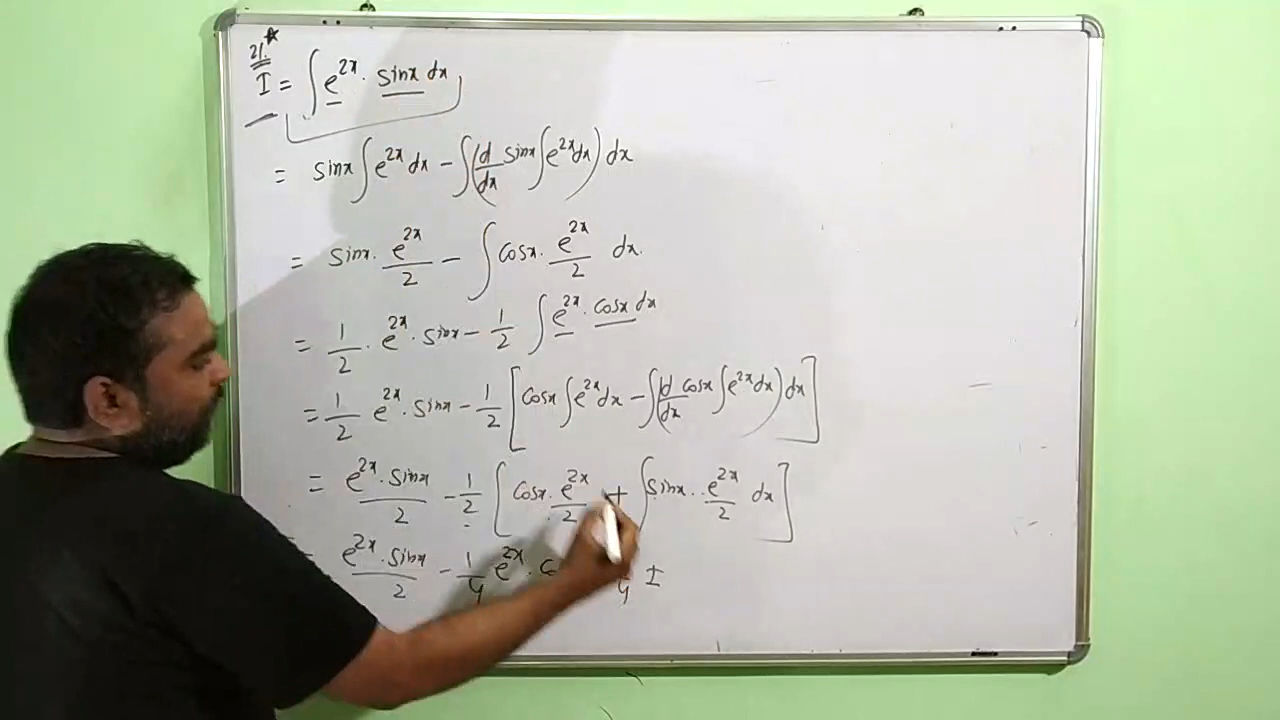 21.*
I = ∫ e^2x . sinx dx
= sinx ∫ e^2x dx − ∫ (d/dx sinx ∫ e^2x dx) dx
= sinx . e^2x/2 − ∫ cosx . e^2x/2 dx.
= 1/2 . e^2x . sinx − 1/2 ∫ e^2x . cosx dx
= 1/2 e^2x . sinx − 1/2 [cosx ∫ e^2x dx − ∫ (d/dx cosx ∫ e^2x dx) dx]
= e^2x . sinx/2 − 1/2 [cosx . e^2x/2 + ∫ sinx . e^2x/2 dx]
= e^2x . sinx/2 − 1/4 e^2x . I